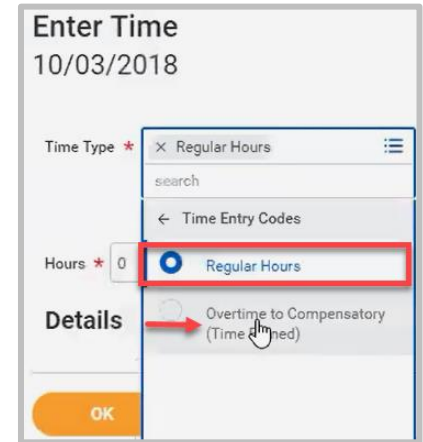 Enter Time
10/03/2018
Time Type * × Regular Hours
search
← Time Entry Codes
Hours * 0
Regular Hours
Details
Overtime to Compensatory
(Time
OK